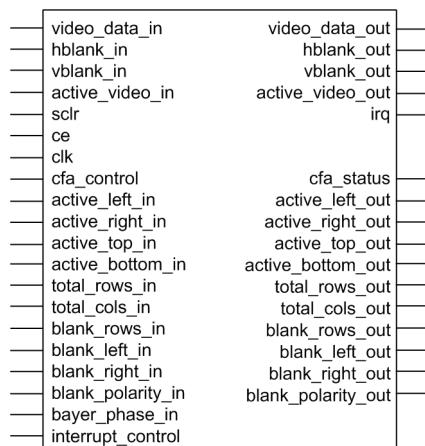 video_data_in video_data_out
hblank_in hblank_out
vblank_in vblank_out
active_video_in active_video_out
sclr irq
ce
clk
cfa_control cfa_status
active_left_in active_left_out
active_right_in active_right_out
active_top_in active_top_out
active_bottom_in active_bottom_out
total_rows_in total_rows_out
total_cols_in total_cols_out
blank_rows_in blank_rows_out
blank_left_in blank_left_out
blank_right_in blank_right_out
blank_polarity_in blank_polarity_out
bayer_phase_in
interrupt_control